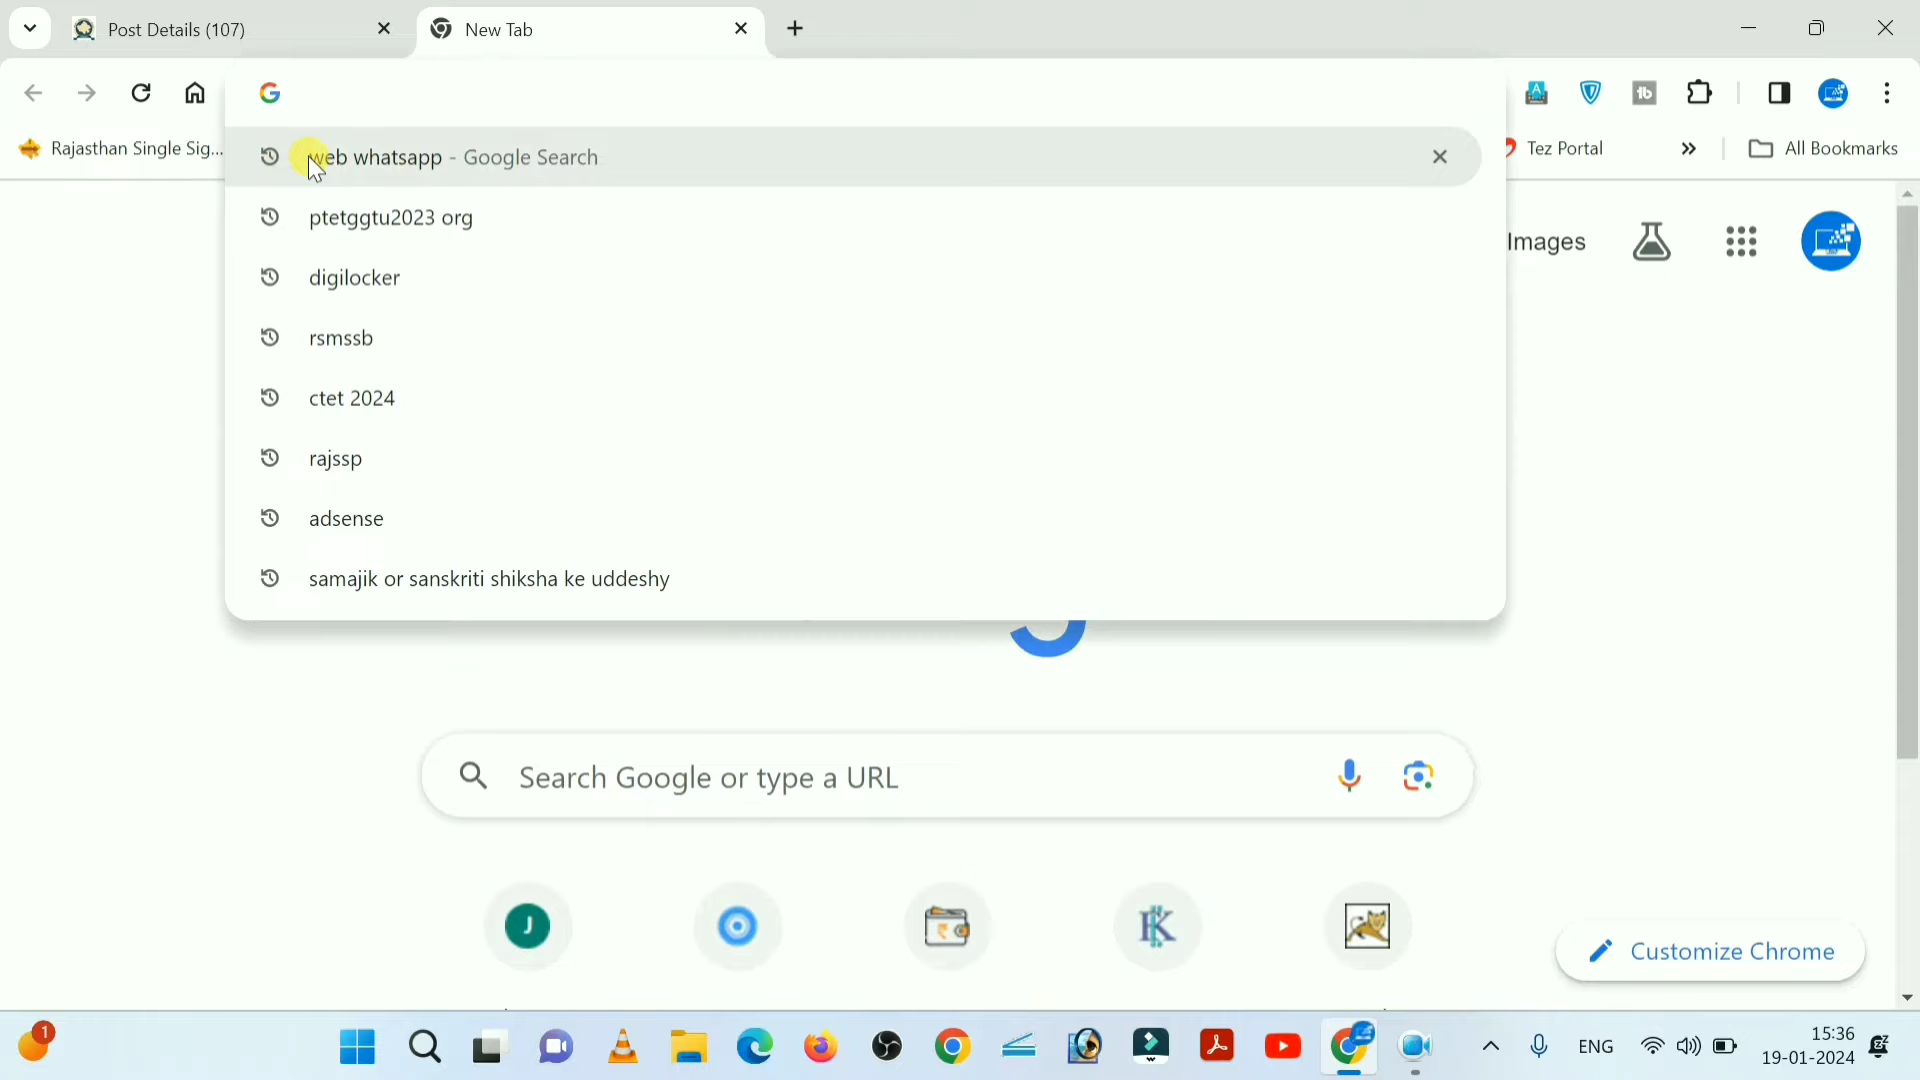 Post Details (107)
New Tab
Rajasthan Single Sig...
Tez Portal
All Bookmarks
web whatsapp - Google Search
ptetggtu2023 org
digilocker
rsmssb
ctet 2024
rajssp
adsense
samajik or sanskriti shiksha ke uddeshy
Images
Search Google or type a URL
J
Customize Chrome
1
ENG
15:36
19-01-2024